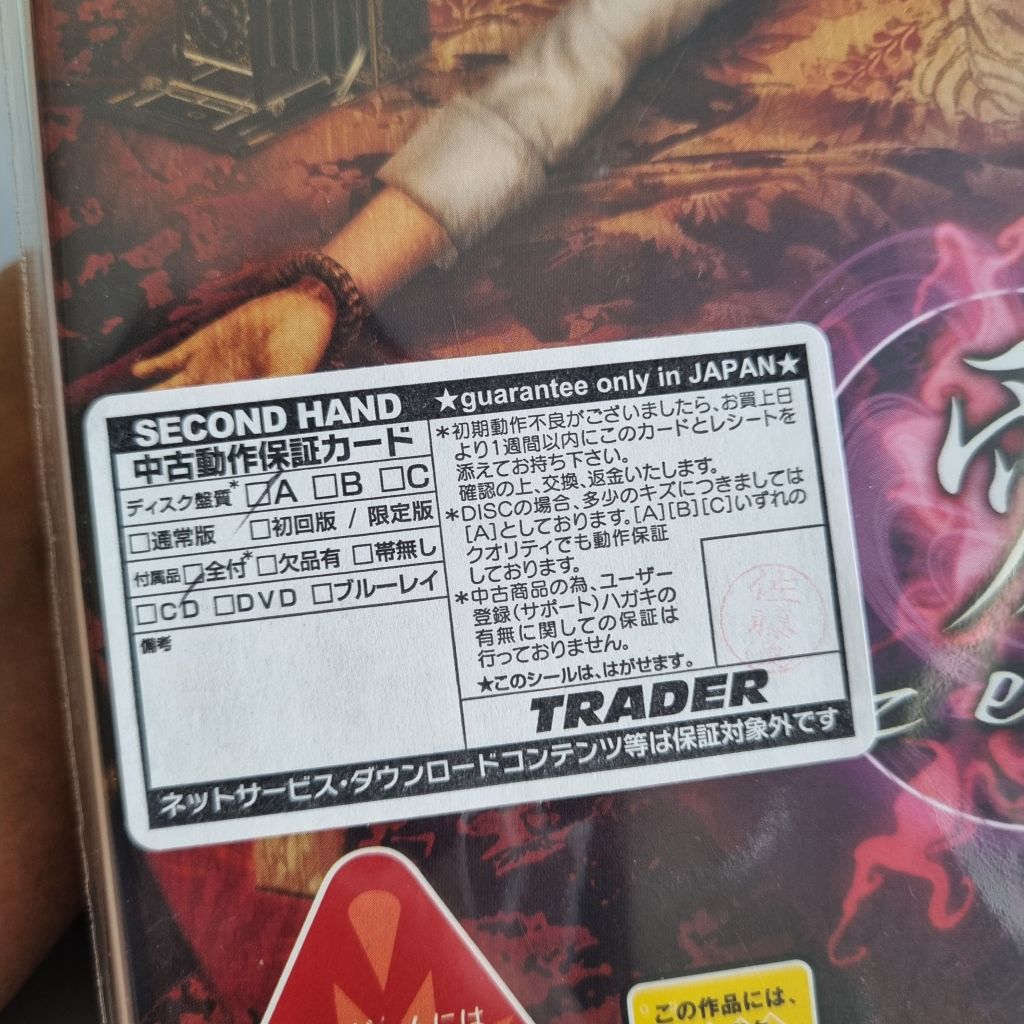 SECOND HAND ★guarantee only in JAPAN★
中古動作保証カード
ディスク盤質* □A □B □C
□通常版 □初回版 / 限定版
付属品□全付* □欠品有 □帯無し
□CD □DVD □ブルーレイ
備考
*初期動作不良がございましたら、お買上日
より1週間以内にこのカードとレシートを
添えてお持ち下さい。
確認の上、交換、返金いたします。
*DISCの場合、多少のキズにつきましては
[A]としております。[A][B][C]いずれの
クオリティでも動作保証
しております。
*中古商品の為、ユーザー
登録(サポート)ハガキの
有無に関しての保証は
行っておりません。
★このシールは、はがせます。
TRADER
ネットサービス・ダウンロードコンテンツ等は保証対象外です
この作品には、